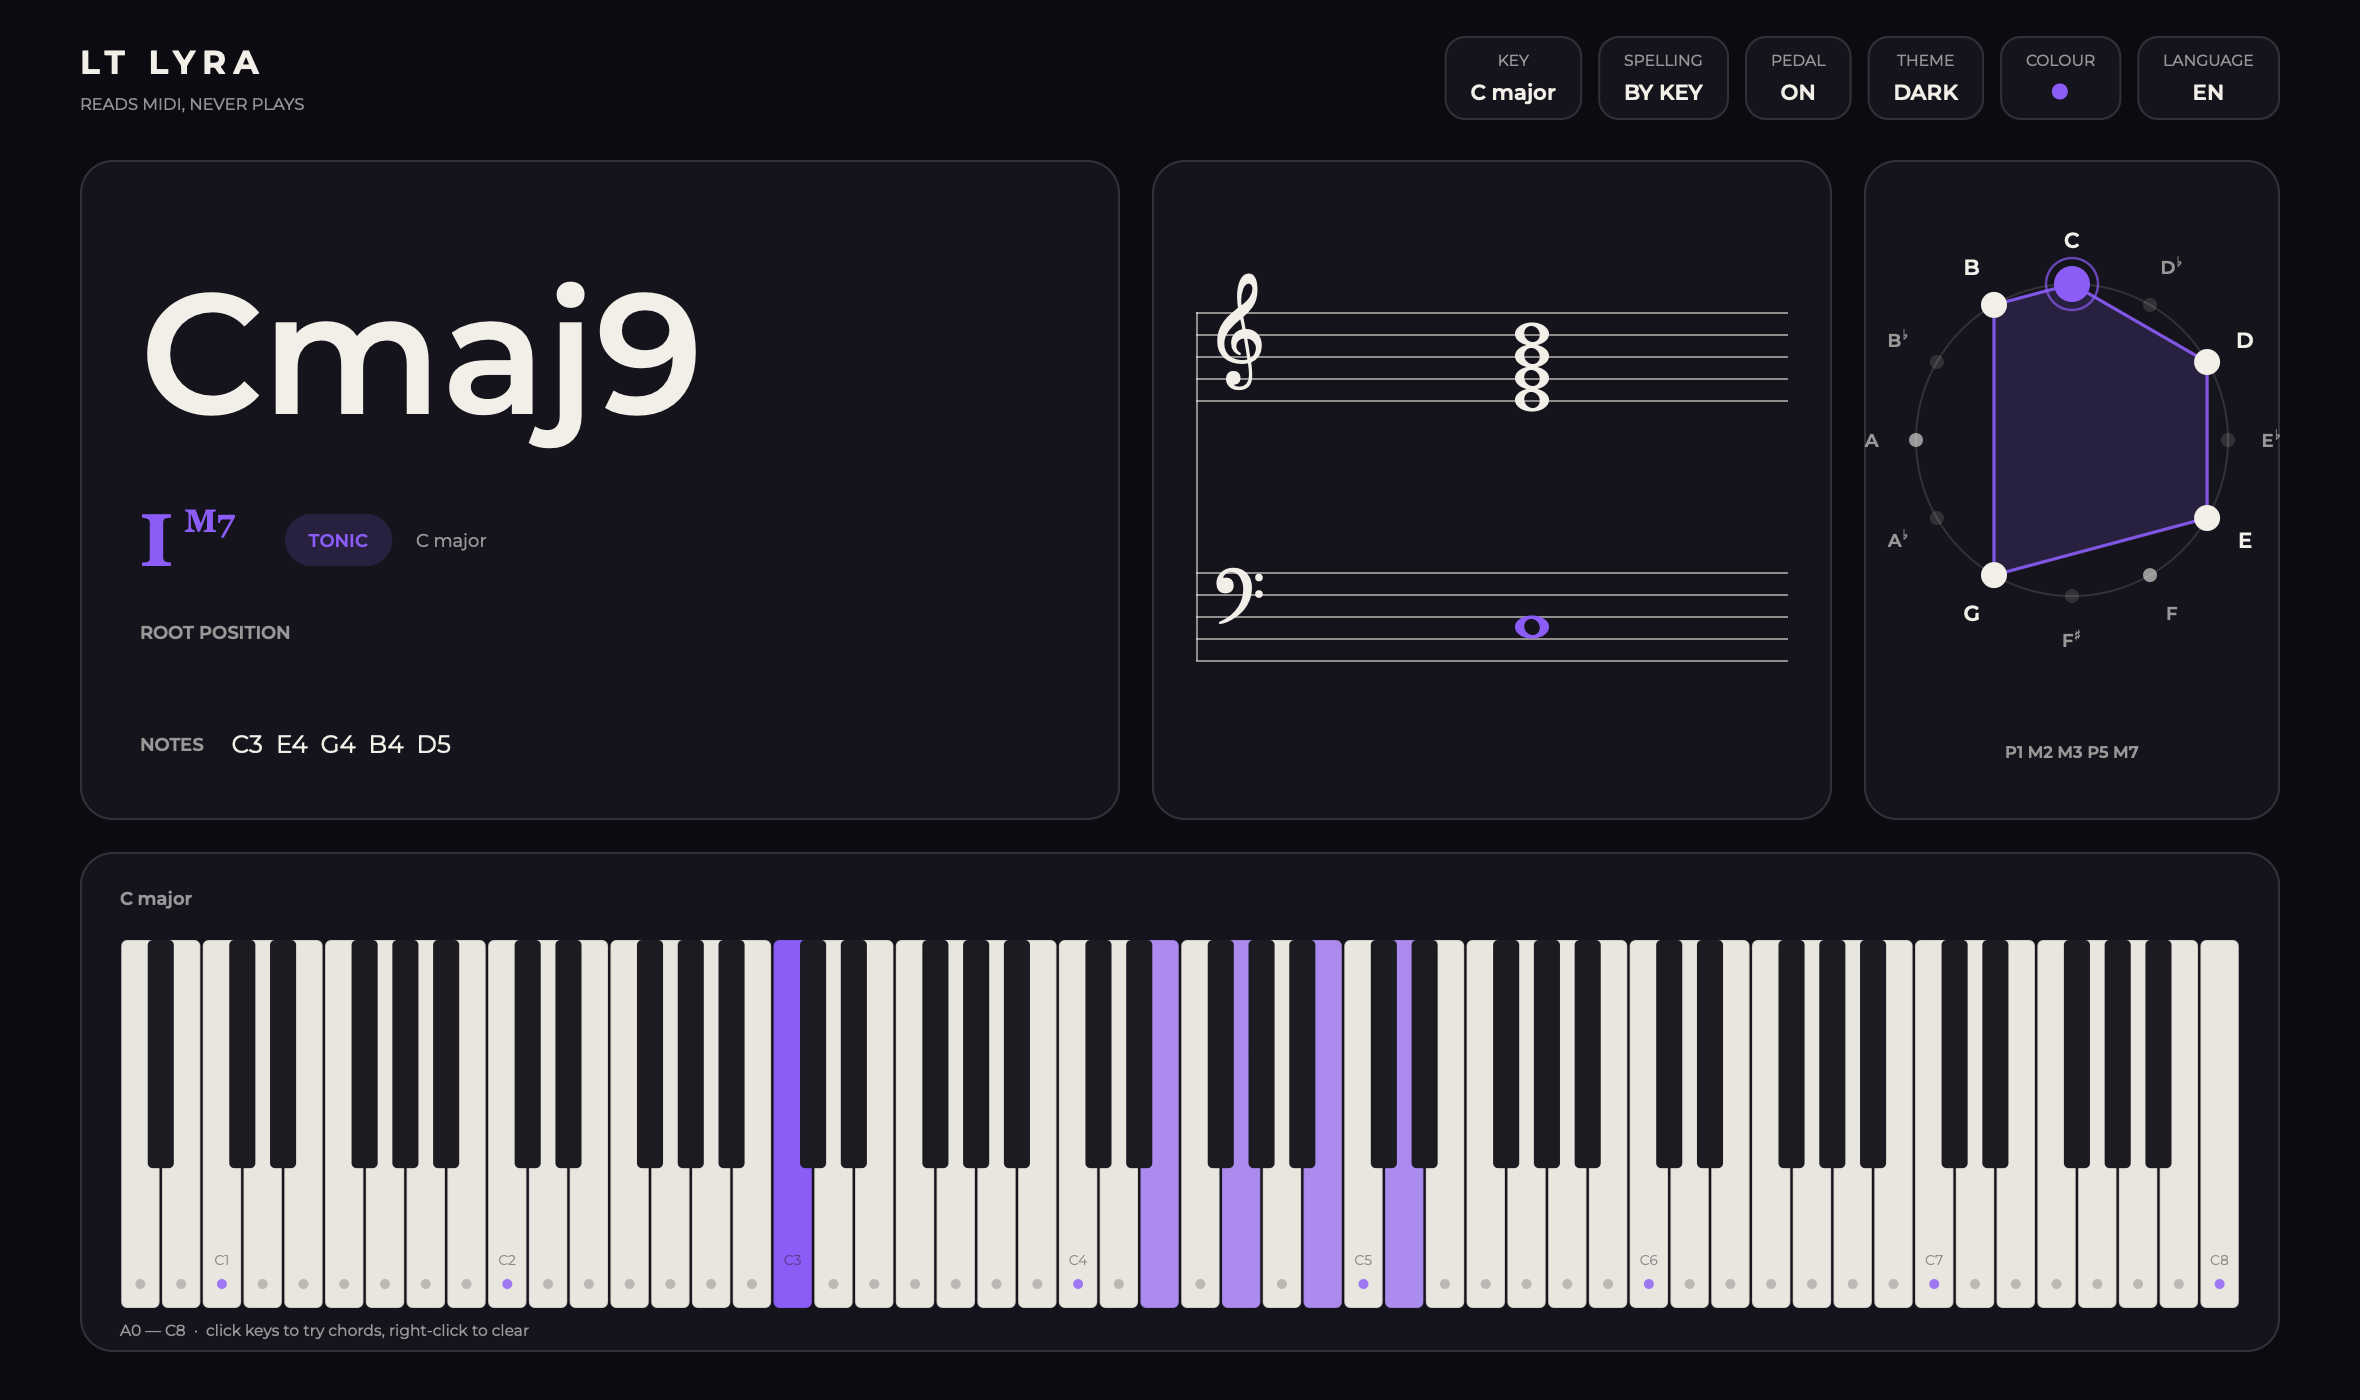 LT LYRA
READS MIDI, NEVER PLAYS
KEY
C major
SPELLING
BY KEY
PEDAL
ON
THEME
DARK
COLOUR
LANGUAGE
EN
Cmaj9
I M7
TONIC
C major
ROOT POSITION
NOTES C3 E4 G4 B4 D5
C
D♭
D
E♭
E
F
F♯
G
A♭
A
B♭
B
P1 M2 M3 P5 M7
C major
C1 C2 C3 C4 C5 C6 C7 C8
A0 — C8 · click keys to try chords, right-click to clear